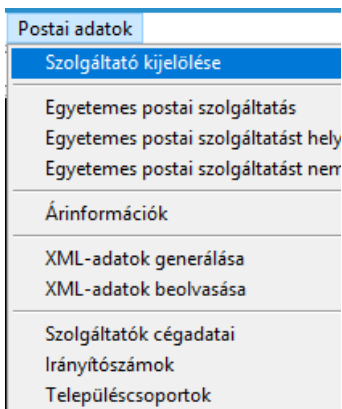 Postai adatok
Szolgáltató kijelölése
Egyetemes postai szolgáltatás
Egyetemes postai szolgáltatást hely
Egyetemes postai szolgáltatást nem
Árinformációk
XML-adatok generálása
XML-adatok beolvasása
Szolgáltatók cégadatai
Irányítószámok
Településcsoportok